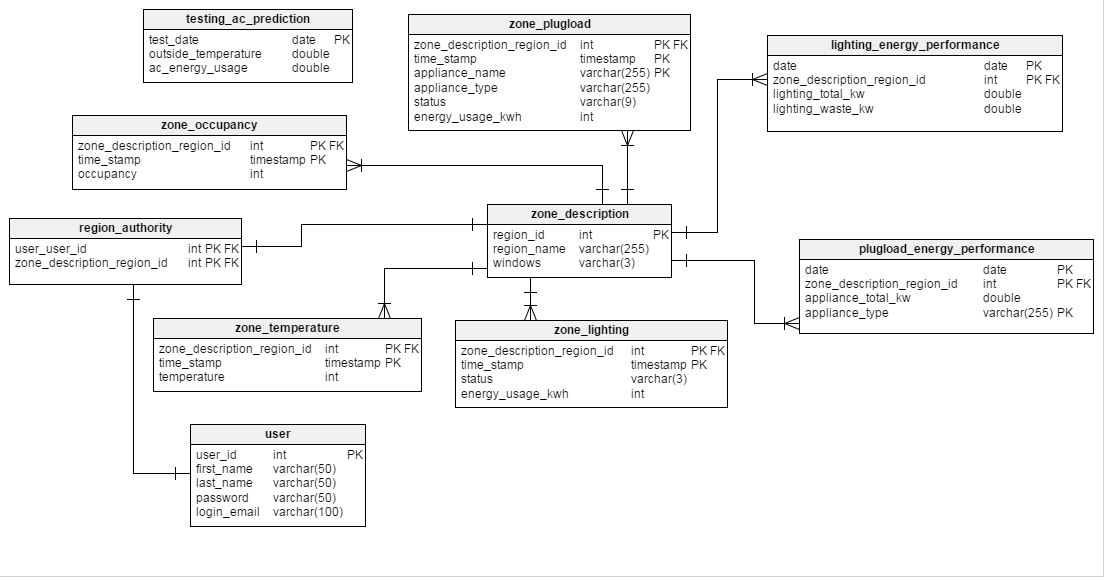 testing_ac_prediction
test_date date PK
outside_temperature double
ac_energy_usage double
zone_plugload
zone_description_region_id int PK FK
time_stamp timestamp PK
appliance_name varchar(255) PK
appliance_type varchar(255)
status varchar(9)
energy_usage_kwh int
lighting_energy_performance
date date PK
zone_description_region_id int PK FK
lighting_total_kw double
lighting_waste_kw double
zone_occupancy
zone_description_region_id int PK FK
time_stamp timestamp PK
occupancy int
region_authority
user_user_id int PK FK
zone_description_region_id int PK FK
zone_description
region_id int PK
region_name varchar(255)
windows varchar(3)
plugload_energy_performance
date date PK
zone_description_region_id int PK FK
appliance_total_kw double
appliance_type varchar(255) PK
zone_temperature
zone_description_region_id int PK FK
time_stamp timestamp PK
temperature int
zone_lighting
zone_description_region_id int PK FK
time_stamp timestamp PK
status varchar(3)
energy_usage_kwh int
user
user_id int PK
first_name varchar(50)
last_name varchar(50)
password varchar(50)
login_email varchar(100)